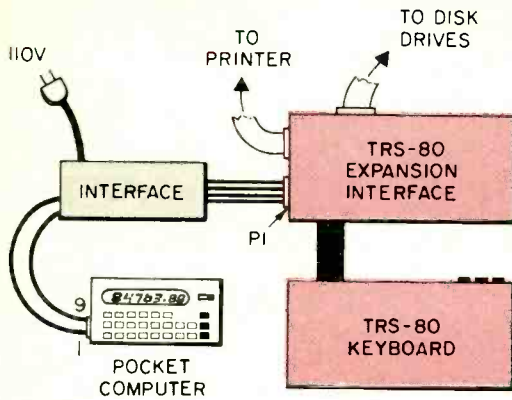 110V
TO
PRINTER
TO DISK
DRIVES
INTERFACE
TRS-80
EXPANSION
INTERFACE
P1
9
1
84763.80
POCKET
COMPUTER
TRS-80
KEYBOARD